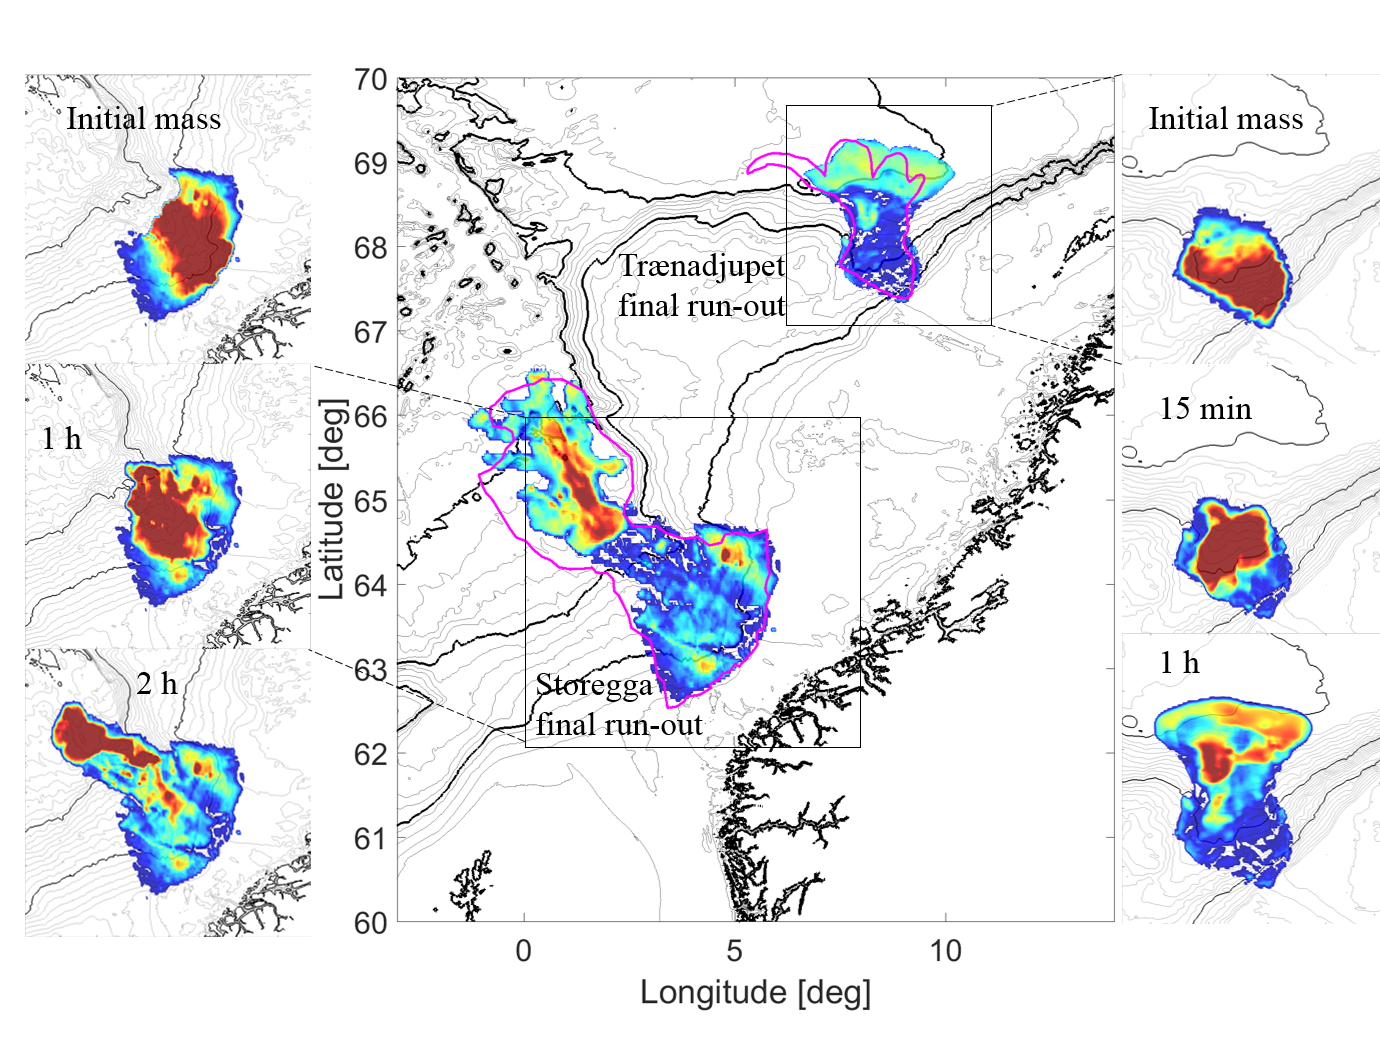 Initial mass
1 h
2 h
70
69
68
67
66
65
64
63
62
61
60
Latitude [deg]
Trænadjupet
final run-out
Storegga
final run-out
0
5
10
Longitude [deg]
Initial mass
15 min
1 h